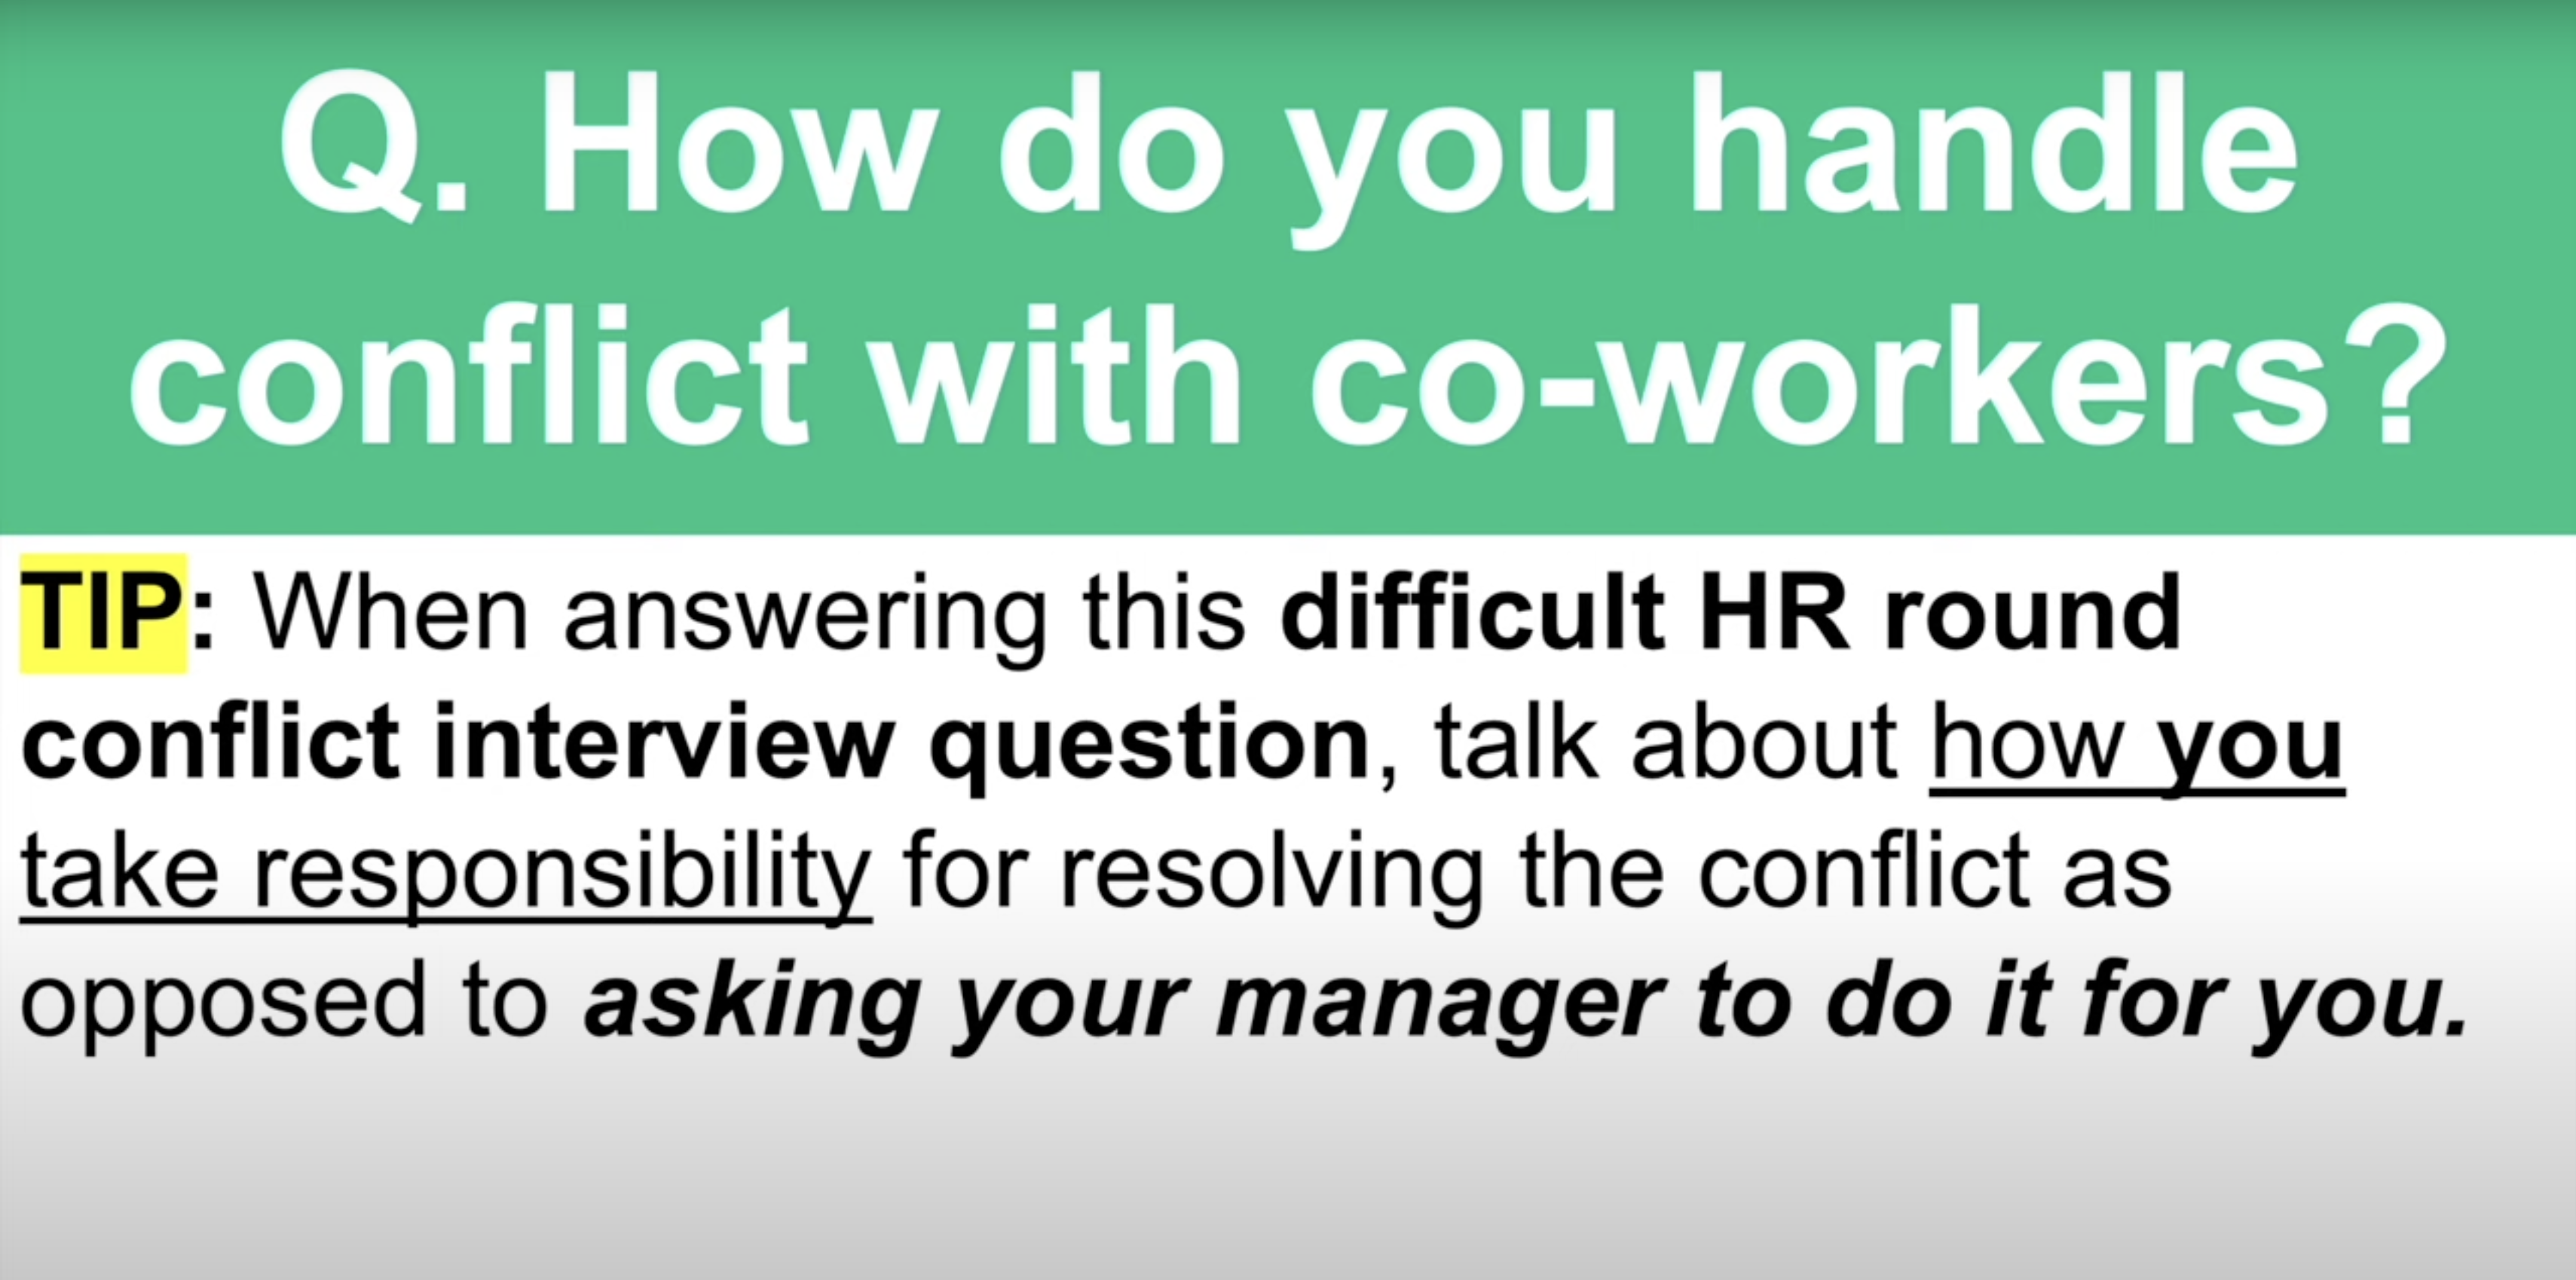 Q. How do you handle
conflict with co-workers?
TIP: When answering this difficult HR round
conflict interview question, talk about how you
take responsibility for resolving the conflict as
opposed to asking your manager to do it for you.